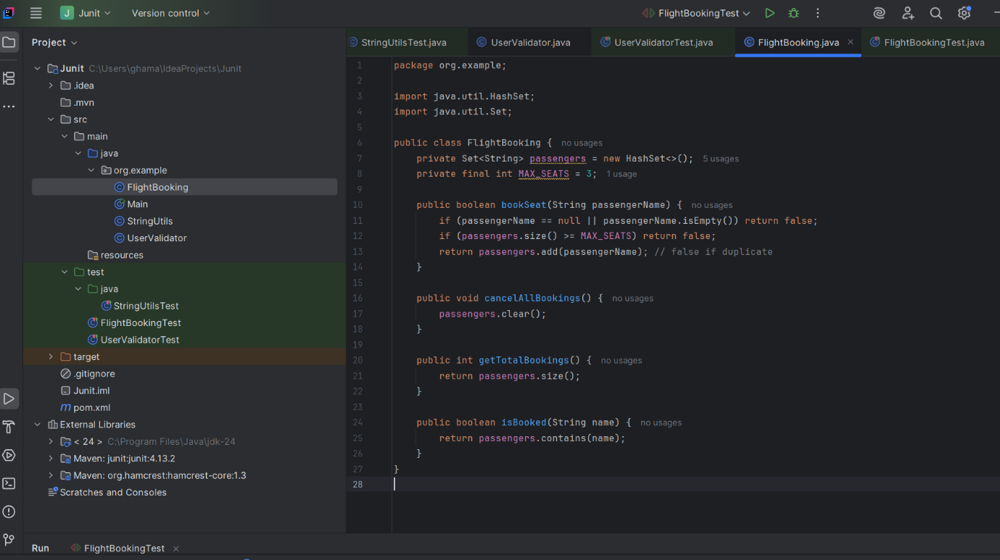 J Junit Version control FlightBookingTest
Project
StringUtilsTest.java UserValidator.java UserValidatorTest.java FlightBooking.java FlightBookingTest.java
Junit C:\Users\ghama\IdeaProjects\Junit
.idea
.mvn
src
main
java
org.example
FlightBooking
Main
StringUtils
UserValidator
resources
test
java
StringUtilsTest
FlightBookingTest
UserValidatorTest
target
.gitignore
Junit.iml
m pom.xml
External Libraries
< 24 > C:\Program Files\Java\jdk-24
Maven: junit:junit:4.13.2
Maven: org.hamcrest:hamcrest-core:1.3
Scratches and Consoles
1 package org.example;
2
3 import java.util.HashSet;
4 import java.util.Set;
5
6 public class FlightBooking { no usages
7 private Set<String> passengers = new HashSet<>(); 5 usages
8 private final int MAX_SEATS = 3; 1 usage
9
10 public boolean bookSeat(String passengerName) { no usages
11 if (passengerName == null || passengerName.isEmpty()) return false;
12 if (passengers.size() >= MAX_SEATS) return false;
13 return passengers.add(passengerName); // false if duplicate
14 }
15
16 public void cancelAllBookings() { no usages
17 passengers.clear();
18 }
19
20 public int getTotalBookings() { no usages
21 return passengers.size();
22 }
23
24 public boolean isBooked(String name) { no usages
25 return passengers.contains(name);
26 }
27 }
28
Run FlightBookingTest